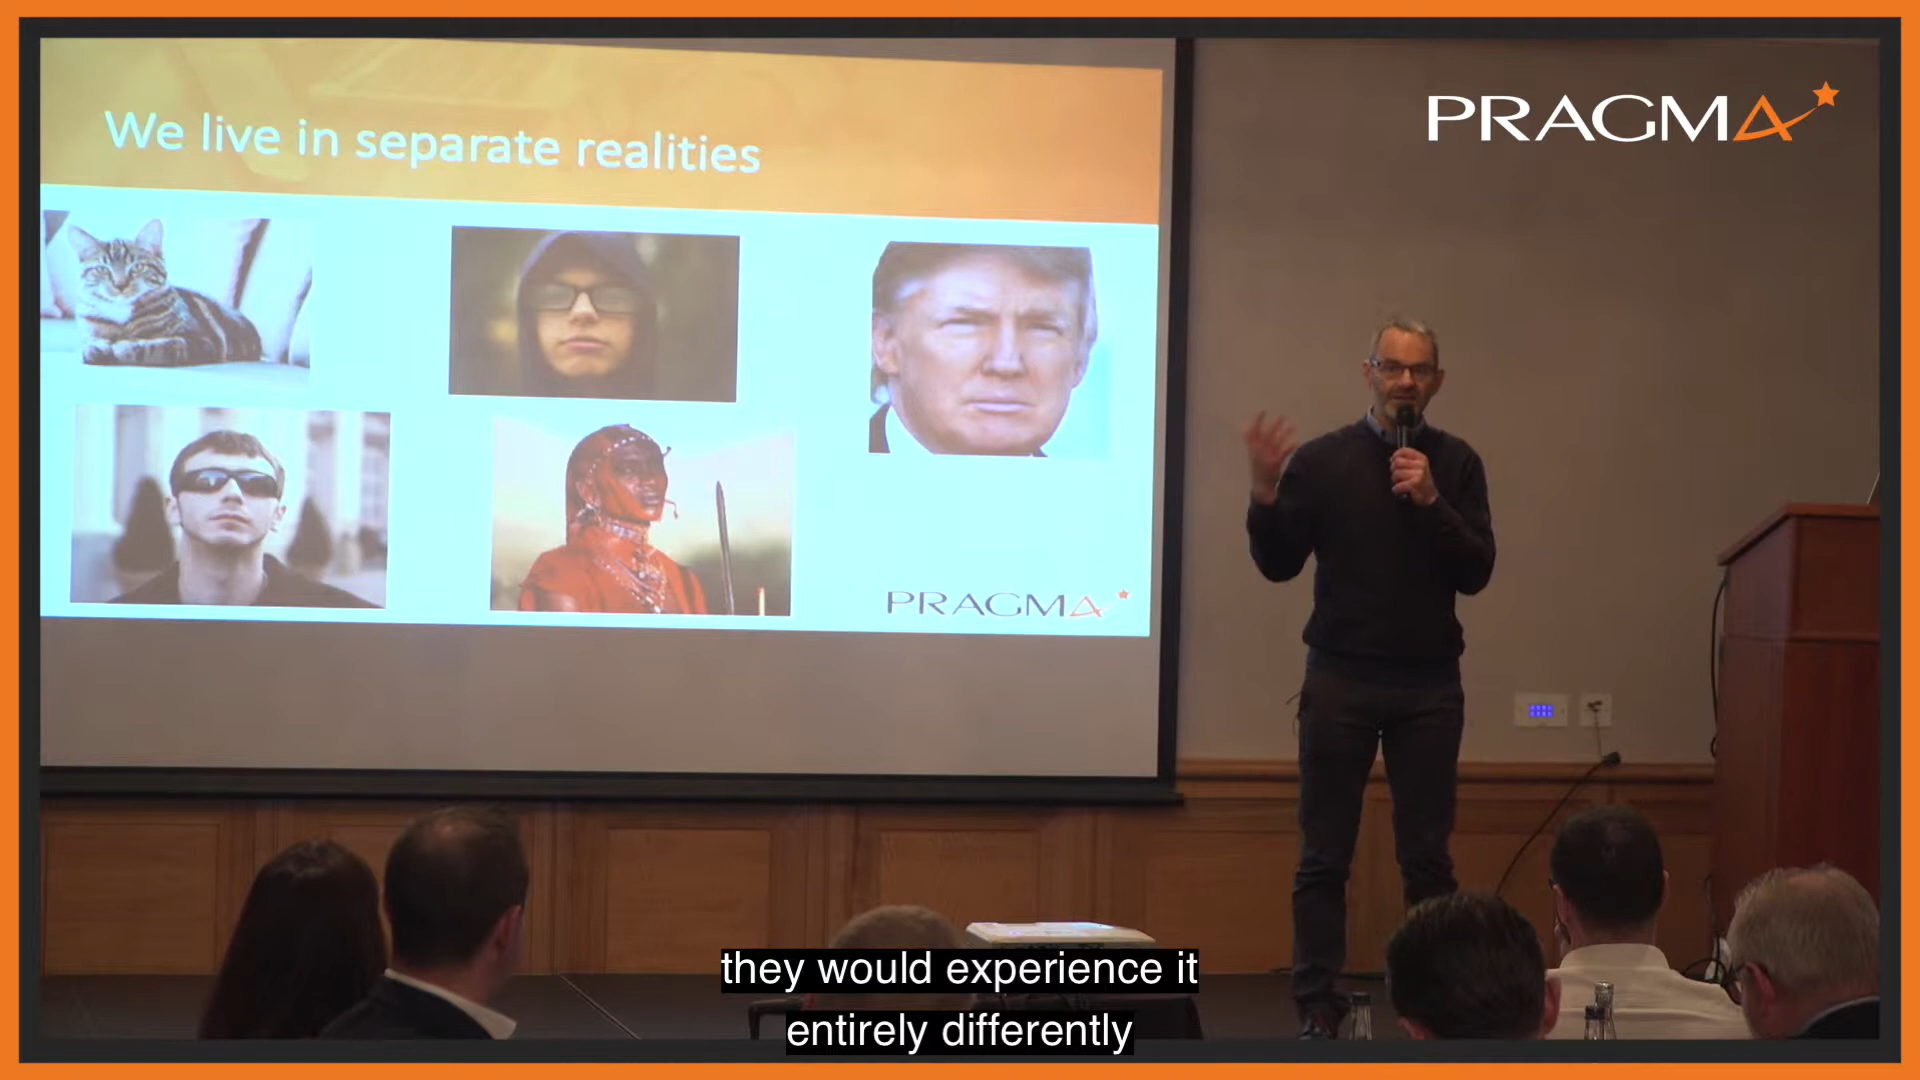 We live in separate realities
PRAGMA
PRAGMA
they would experience it
entirely differently